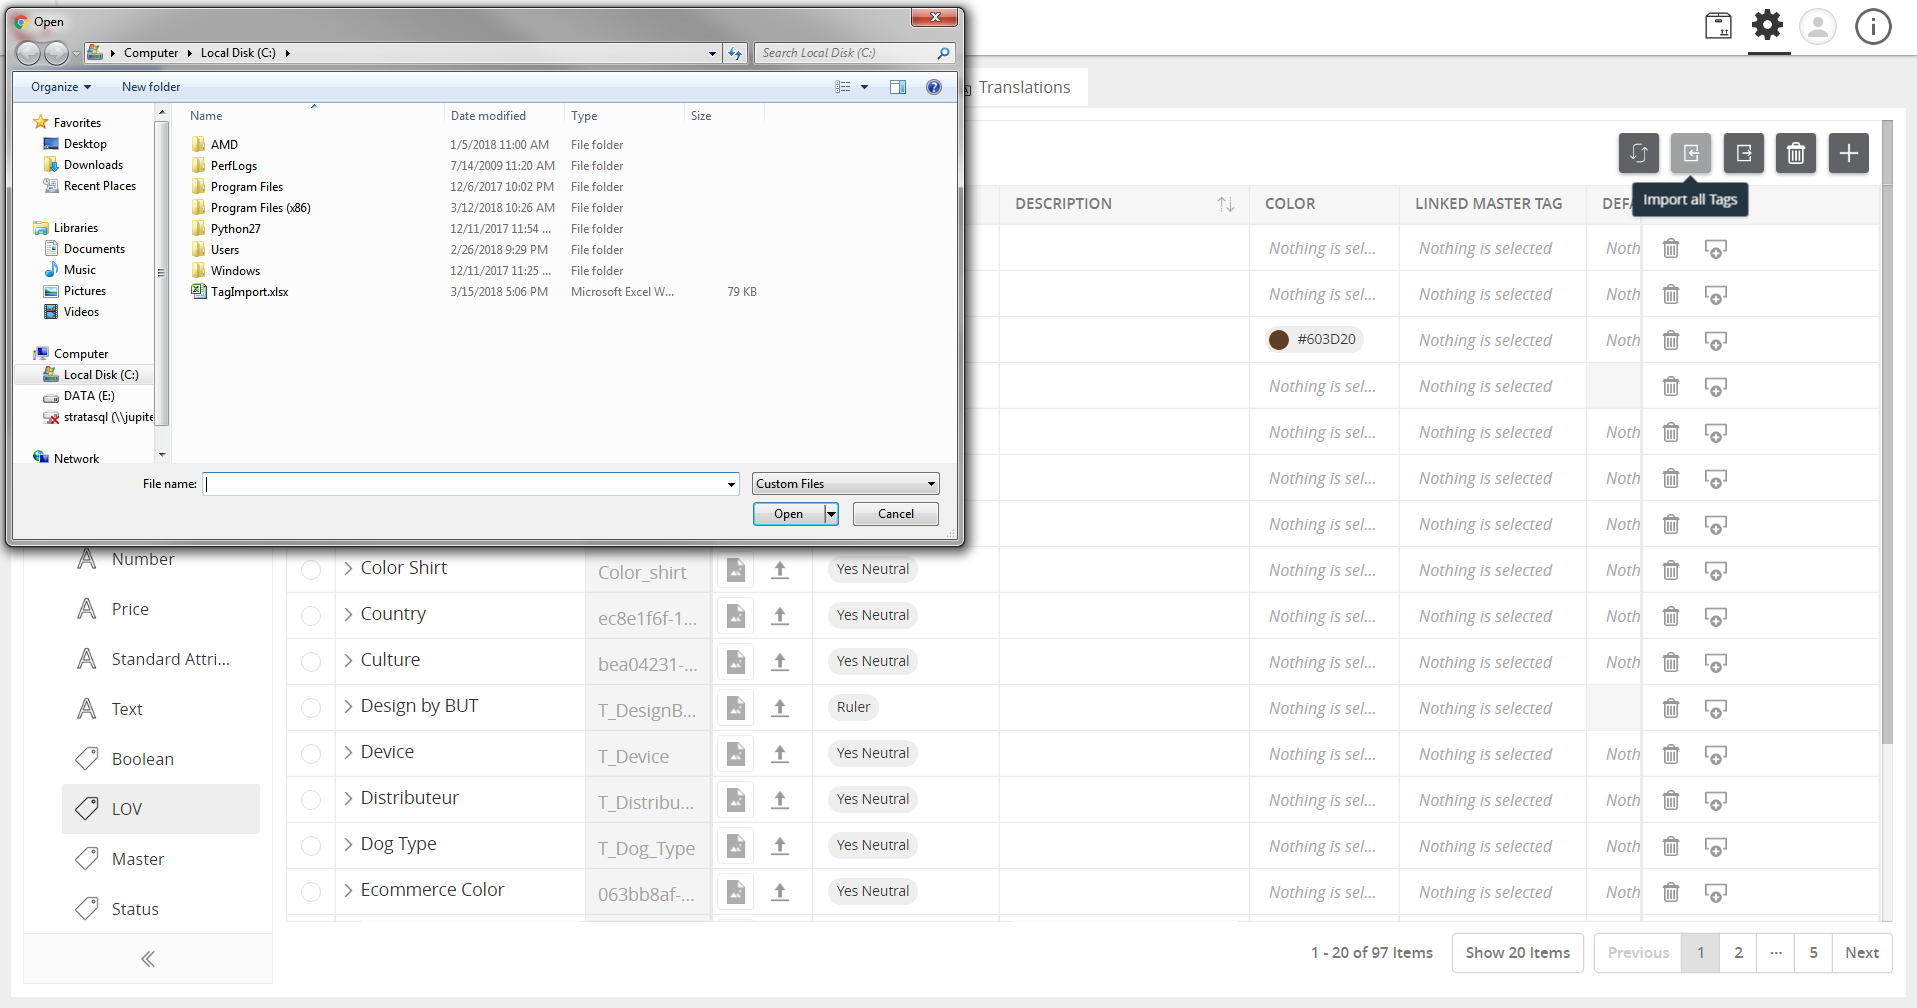 Open
Computer Local Disk (C:)
Search Local Disk (C:)
Organize New folder
Translations
Favorites
Desktop
Downloads
Recent Places
Libraries
Documents
Music
Pictures
Videos
Computer
Local Disk (C:)
DATA (E:)
stratasql (\\jupite
Network
Name Date modified Type Size
AMD 1/5/2018 11:00 AM File folder
PerfLogs 7/14/2009 11:20 AM File folder
Program Files 12/6/2017 10:02 PM File folder
Program Files (x86) 3/12/2018 10:26 AM File folder
Python27 12/11/2017 11:54 ... File folder
Users 2/26/2018 9:29 PM File folder
Windows 12/11/2017 11:25 ... File folder
TagImport.xlsx 3/15/2018 5:06 PM Microsoft Excel W... 79 KB
File name: Custom Files
Open Cancel
Import all Tags
DESCRIPTION COLOR LINKED MASTER TAG DEFA
Nothing is sel... Nothing is selected Noth
Nothing is sel... Nothing is selected Noth
#603D20 Nothing is selected Noth
Nothing is sel... Nothing is selected
Nothing is sel... Nothing is selected Noth
Nothing is sel... Nothing is selected Noth
Nothing is sel... Nothing is selected Noth
Number
Price
Standard Attri...
Text
Boolean
LOV
Master
Status
Color Shirt Color_shirt Yes Neutral Nothing is sel... Nothing is selected Noth
Country ec8e1f6f-1... Yes Neutral Nothing is sel... Nothing is selected Noth
Culture bea04231-... Yes Neutral Nothing is sel... Nothing is selected Noth
Design by BUT T_DesignB... Ruler Nothing is sel... Nothing is selected
Device T_Device Yes Neutral Nothing is sel... Nothing is selected Noth
Distributeur T_Distribu... Yes Neutral Nothing is sel... Nothing is selected Noth
Dog Type T_Dog_Type Yes Neutral Nothing is sel... Nothing is selected Noth
Ecommerce Color 063bb8af-... Yes Neutral Nothing is sel... Nothing is selected Noth
1 - 20 of 97 Items Show 20 Items Previous 1 2 ... 5 Next